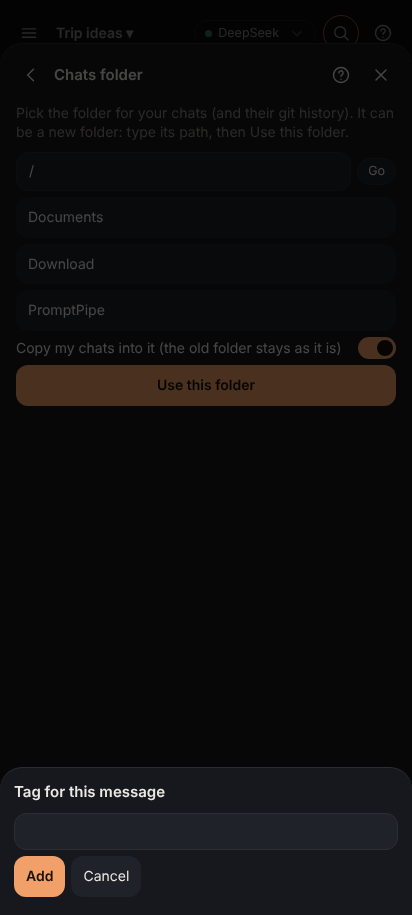 Trip ideas ▾
DeepSeek
Chats folder
Pick the folder for your chats (and their git history). It can
be a new folder: type its path, then Use this folder.
/
Go
Documents
Download
PromptPipe
Copy my chats into it (the old folder stays as it is)
Use this folder
Tag for this message
Add
Cancel